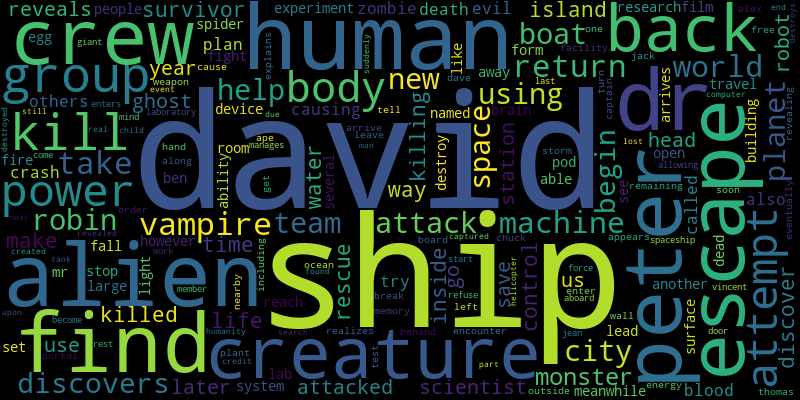 reveals people survivor experiment zombie death evil island research film alex end
egg spider plan fight like boat facility one giant destroys
crew human back
group year help body new return world robot
others ghost device causing using form away suddenly dave jack turn captain free
kill david dr
destroyed still enters laboratory weapon event cause explains
fire come mind child real crash take room ape manages due tell brain killing named destroy
space station begin head open arrives travel computer revealing building
power ability hand along get water several arrive leave man way storm pod able lost see planet
ben robin team attack machine called also soon allowing eventually
near make order vampire however work time fall revealed
alien ship escape peter attempt
mr stop large light nearby including reach rescue ocean found board captured chuck start inside go save control helicopter us force enter aboard
appears spaceship dead another vincent discover
find creature city
created tank member upon become portal rest humanity search life killed
try break memory behind realizes refuse left encounter last
set use plant credit system lab test jean part outside
wall lead door surface remaining energy
discovers later attacked scientist monster meanwhile blood thomas